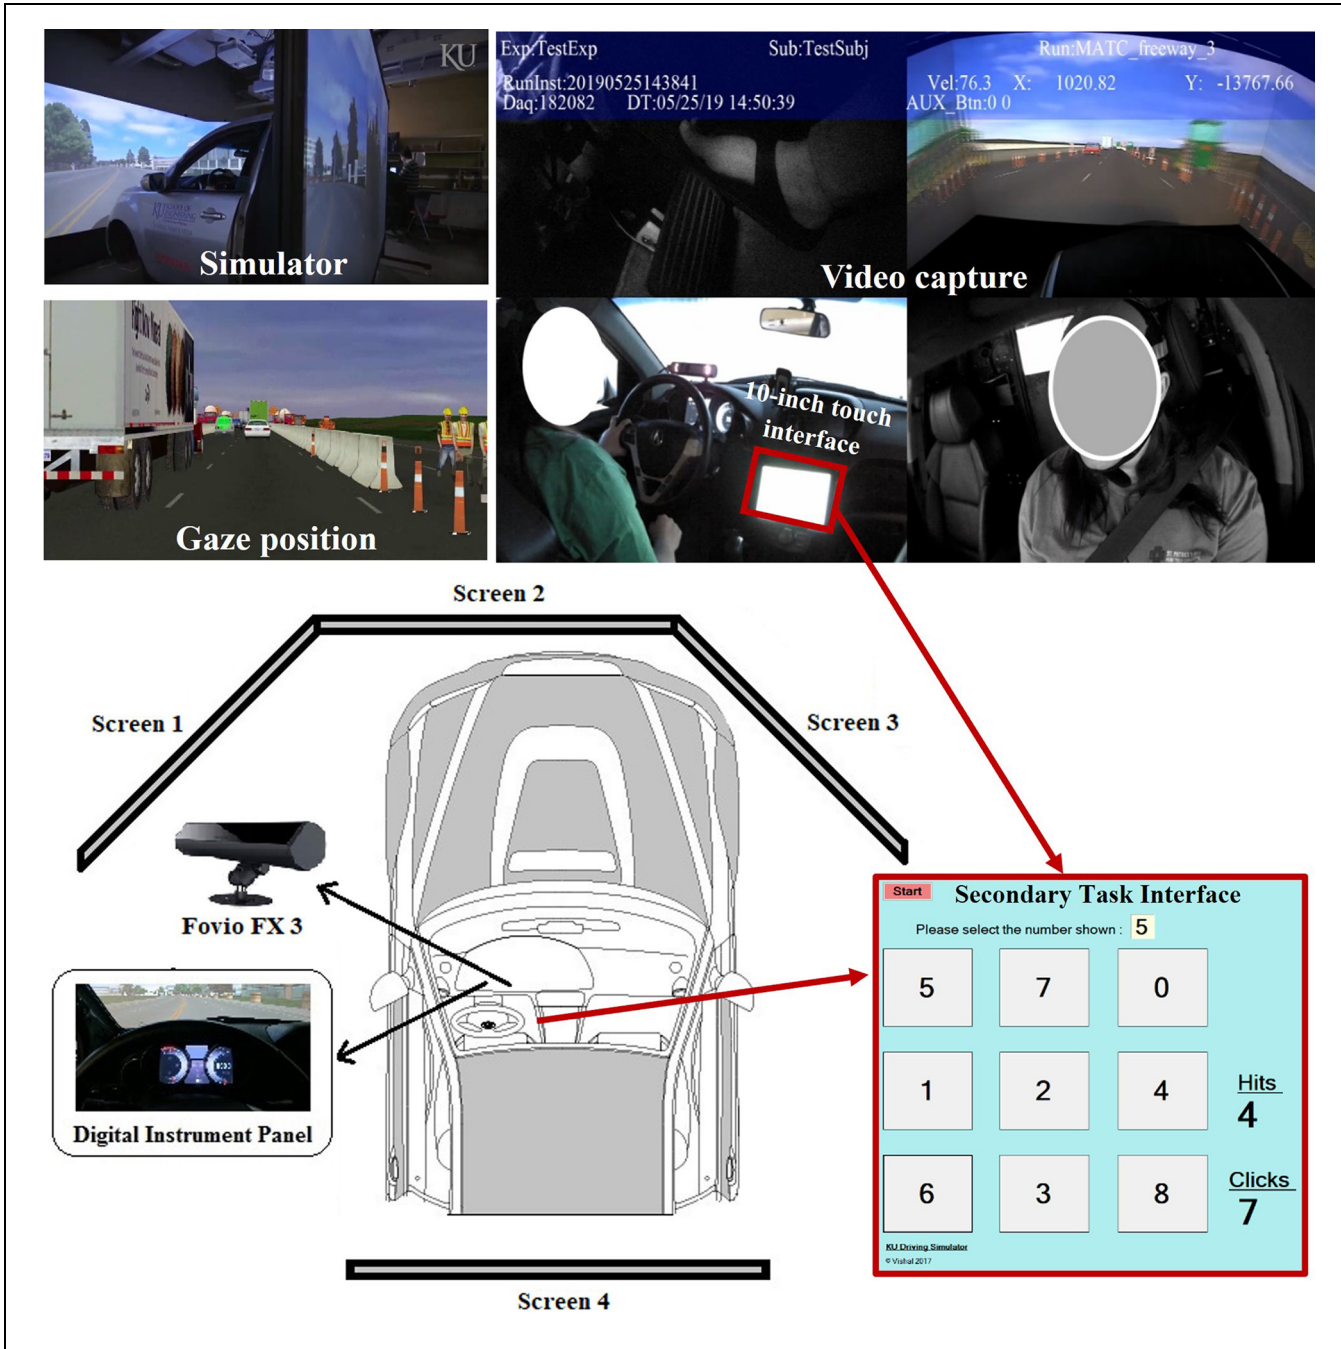 KU
Simulator
Exp:TestExp
Sub:TestSubj
RunInst:20190525143841
Daq:182082
DT:05/25/19 14:50:39
Run:MATC_freeway_3
Vel:76.3 X: 1020.82 Y: -13767.66
AUX_Btn:0 0
Video capture
Gaze position
10-inch touch
interface
Screen 2
Screen 1
Screen 3
Fovio FX 3
Digital Instrument Panel
Screen 4
Start
Secondary Task Interface
Please select the number shown : 5
5 7 0
1 2 4
Hits
4
6 3 8
Clicks
7
KU Driving Simulator
© Vishal 2017